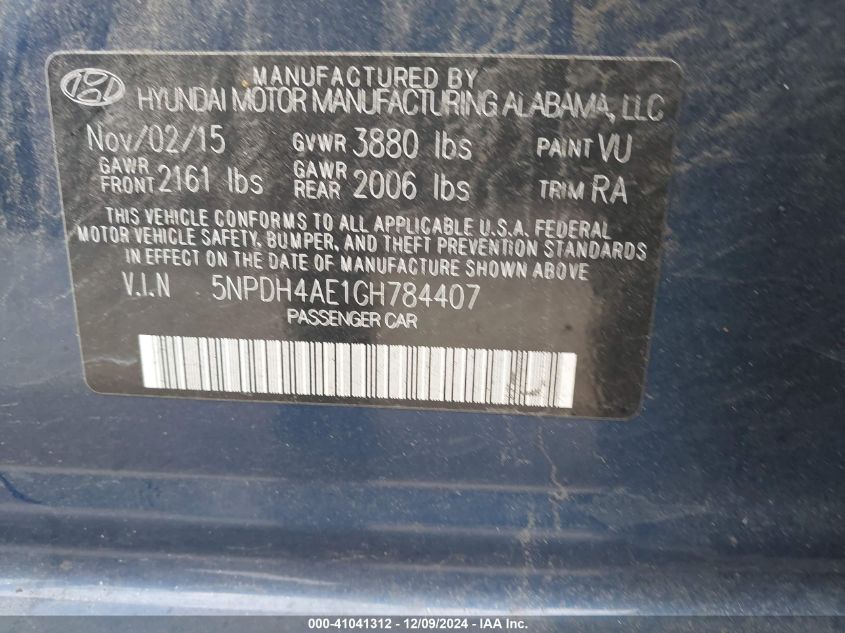 MANUFACTURED BY
HYUNDAI MOTOR MANUFACTURING ALABAMA, LLC
Nov/02/15 GVWR 3880 lbs PAINT VU
GAWR FRONT 2161 lbs GAWR REAR 2006 lbs TRIM RA
THIS VEHICLE CONFORMS TO ALL APPLICABLE U.S.A. FEDERAL
MOTOR VEHICLE SAFETY, BUMPER, AND THEFT PREVENTION STANDARDS
IN EFFECT ON THE DATE OF MANUFACTURE SHOWN ABOVE
V.I.N 5NPDH4AE1GH784407
PASSENGER CAR
000-41041312 - 12/09/2024 - IAA Inc.